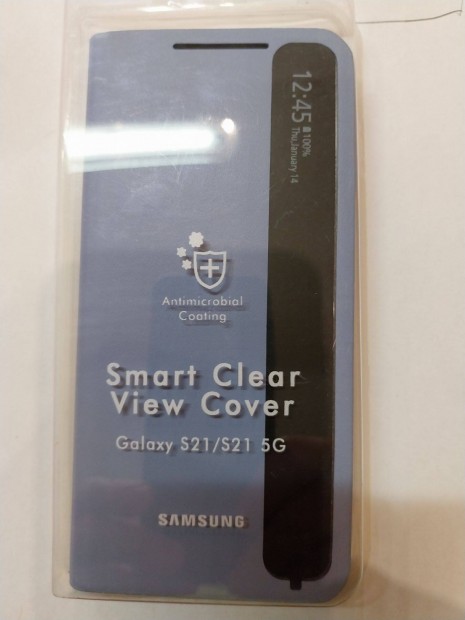 12:45 100%
Thu,January 14
Antimicrobial
Coating
Smart Clear
View Cover
Galaxy S21/S21 5G
SAMSUNG